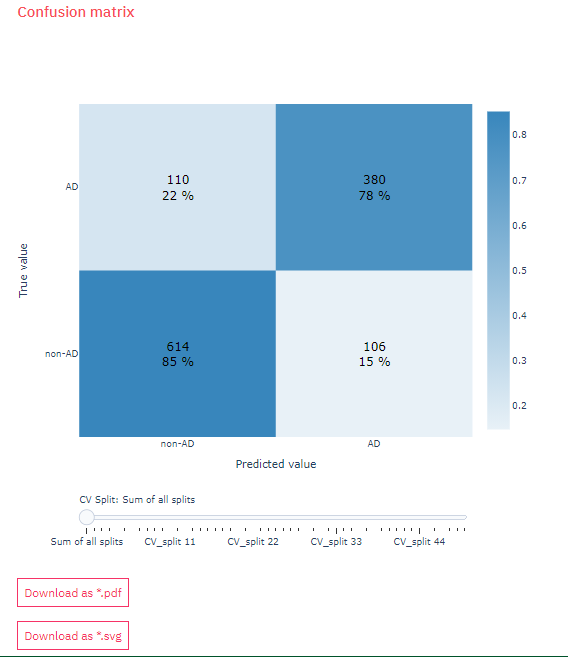 Confusion matrix
0.8
110
380
0.7
AD
22 %
78 %
0.6
True value
0.5
0.4
614
106
non-AD
85 %
15 %
0.3
0.2
non-AD
AD
Predicted value
CV Split: Sum of all splits
Sum of all splits
CV_split 11
CV_split 22
CV_split 33
CV_split 44
Download as *.pdf
Download as *.svg